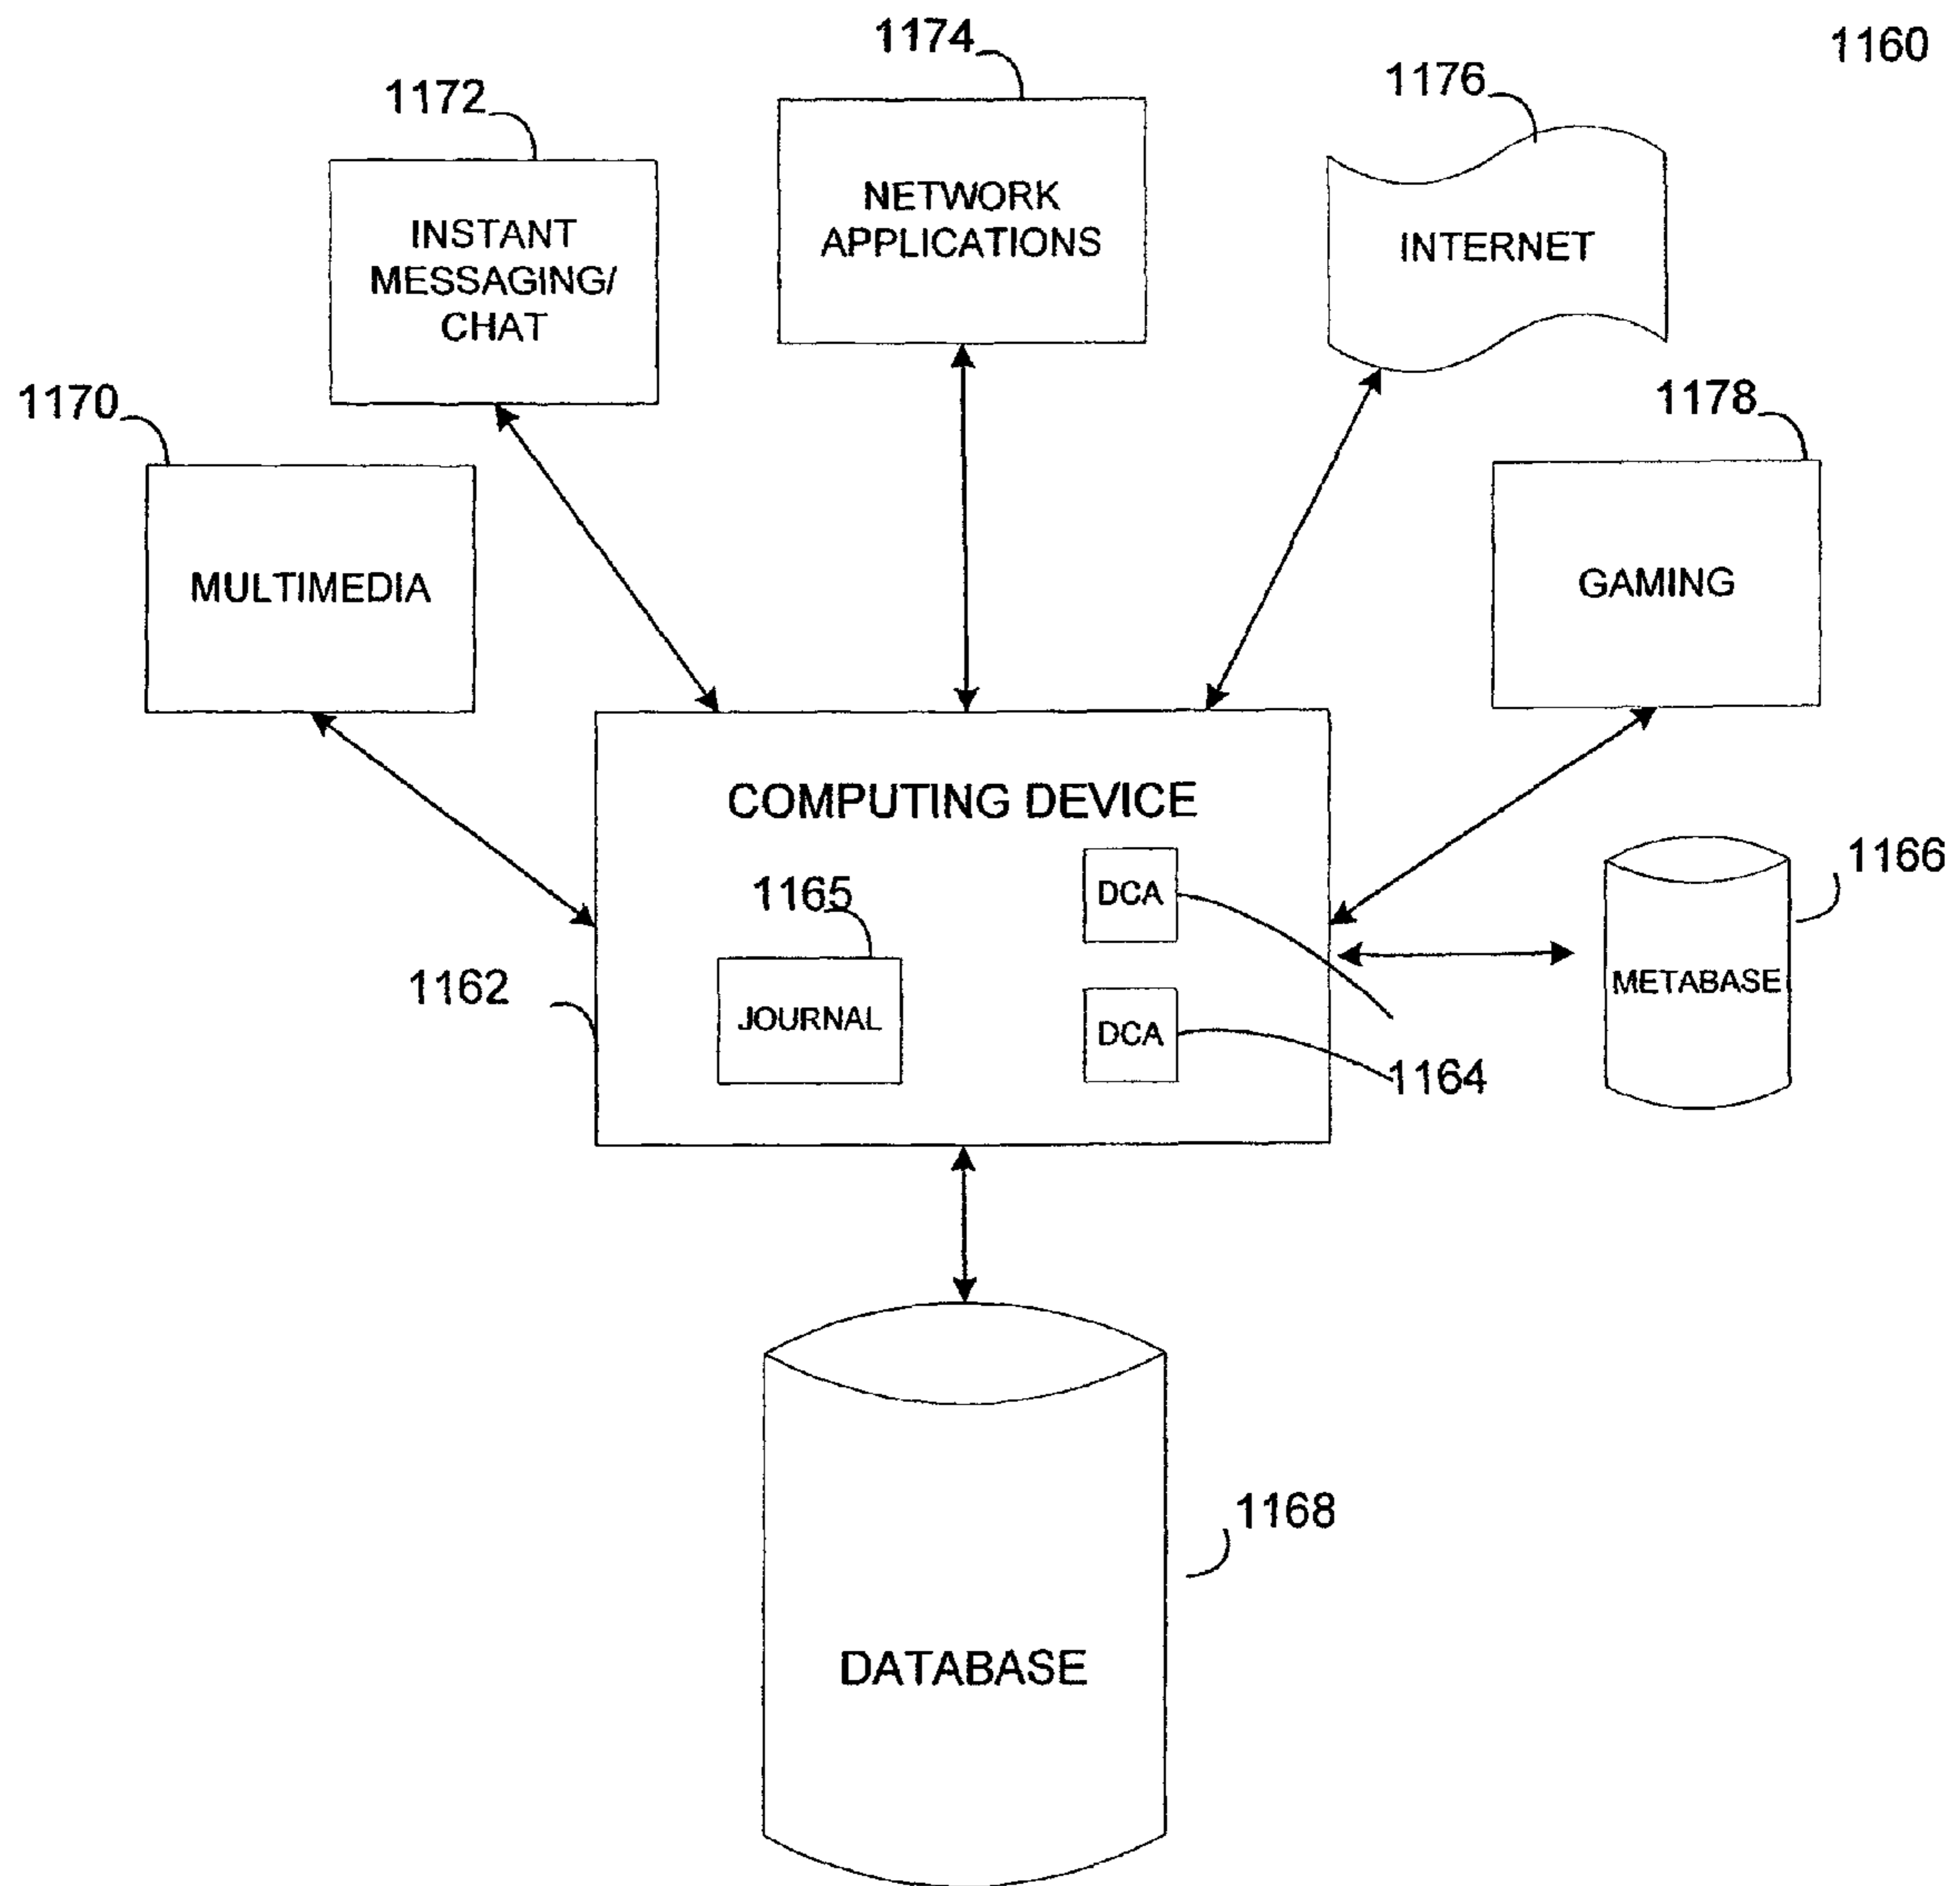 1160
1174
1172
1176
NETWORK
APPLICATIONS
INSTANT
MESSAGING/
CHAT
INTERNET
1170
1178
MULTIMEDIA
GAMING
COMPUTING DEVICE
1166
1165
DCA
METABASE
1162
JOURNAL
DCA
1164
1168
DATABASE